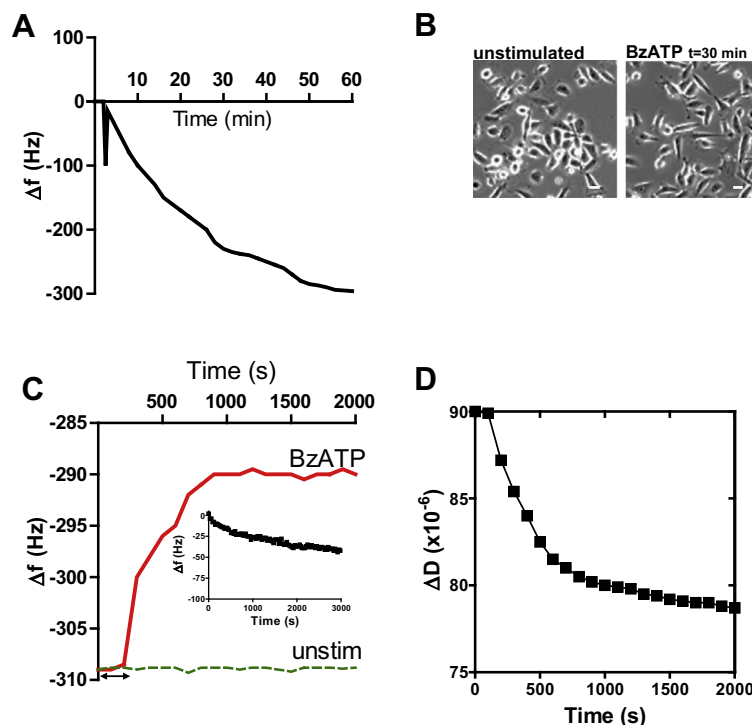 A
100
0
-100
-200
-300
Δf (Hz)
10 20 30 40 50 60
Time (min)
B
unstimulated
BzATP t=30 min
C
Time (s)
500 1000 1500 2000
-285
-290
-295
-300
-305
-310
Δf (Hz)
BzATP
unstim
0
-25
-50
-75
-100
Δf (Hz)
0 1000 2000 3000
Time (s)
D
90
85
80
75
ΔD (x10⁻⁶)
0 500 1000 1500 2000
Time (s)